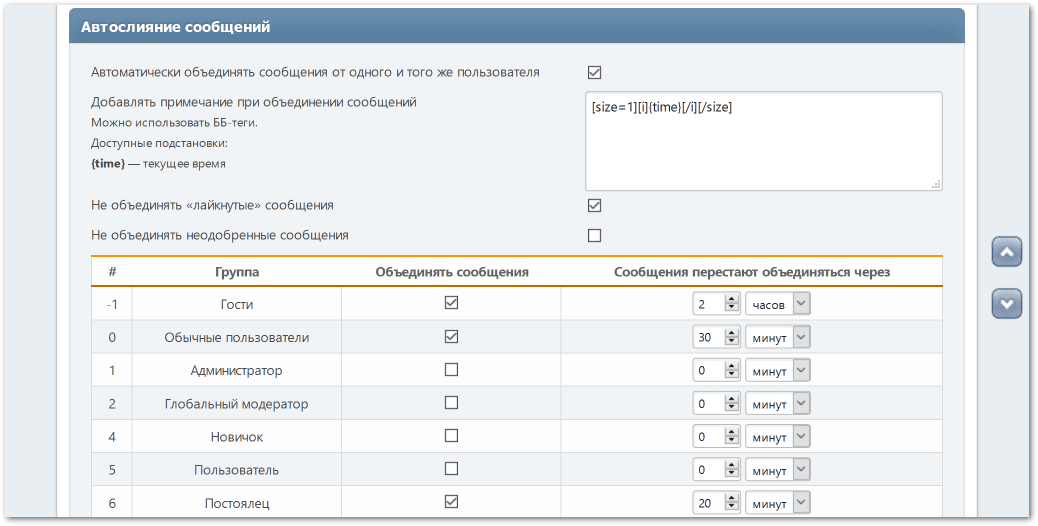 Автослияние сообщений
Автоматически объединять сообщения от одного и того же пользователя
Добавлять примечание при объединении сообщений
Можно использовать ББ-теги.
Доступные подстановки:
{time} — текущее время
[size=1][i]{time}[/i][/size]
Не объединять «лайкнутые» сообщения
Не объединять неодобренные сообщения
# Группа Объединять сообщения Сообщения перестают объединяться через
-1 Гости 2 часов
0 Обычные пользователи 30 минут
1 Администратор 0 минут
2 Глобальный модератор 0 минут
4 Новичок 0 минут
5 Пользователь 0 минут
6 Постоялец 20 минут